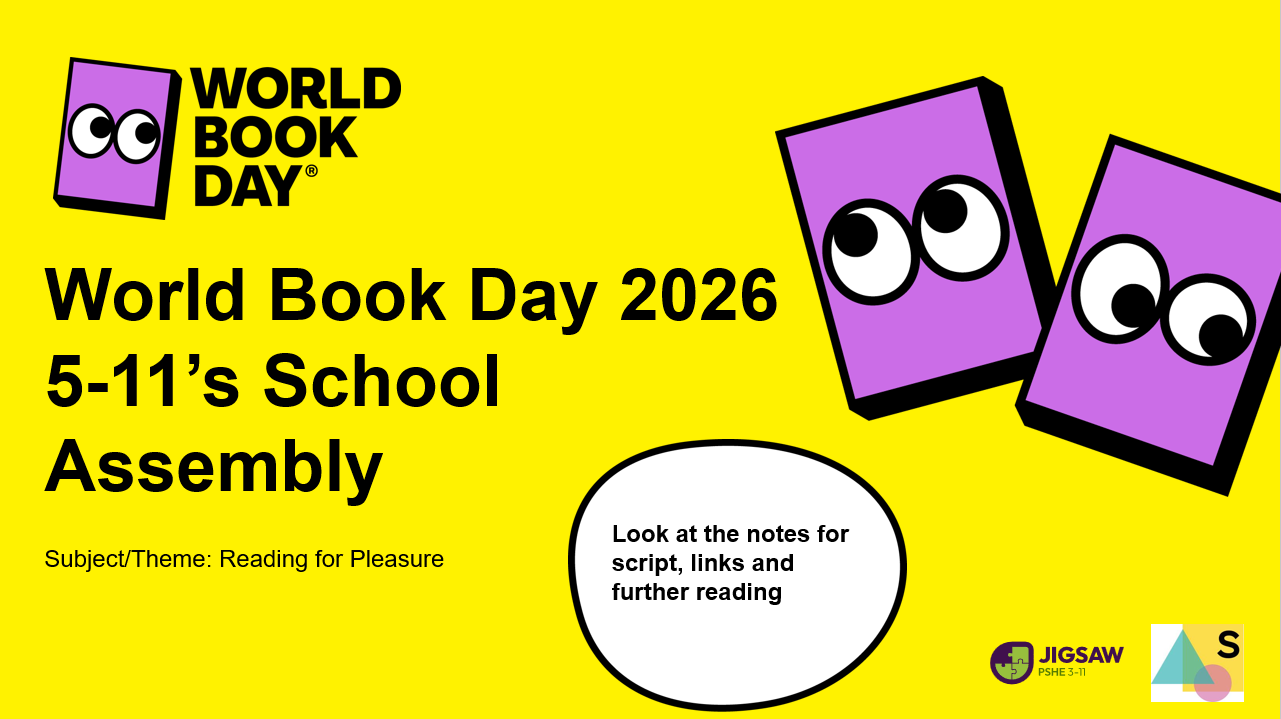 WORLD
BOOK
DAY®
World Book Day 2026
5-11’s School
Assembly
Subject/Theme: Reading for Pleasure
Look at the notes for
script, links and
further reading
JIGSAW
PSHE 3-11
S